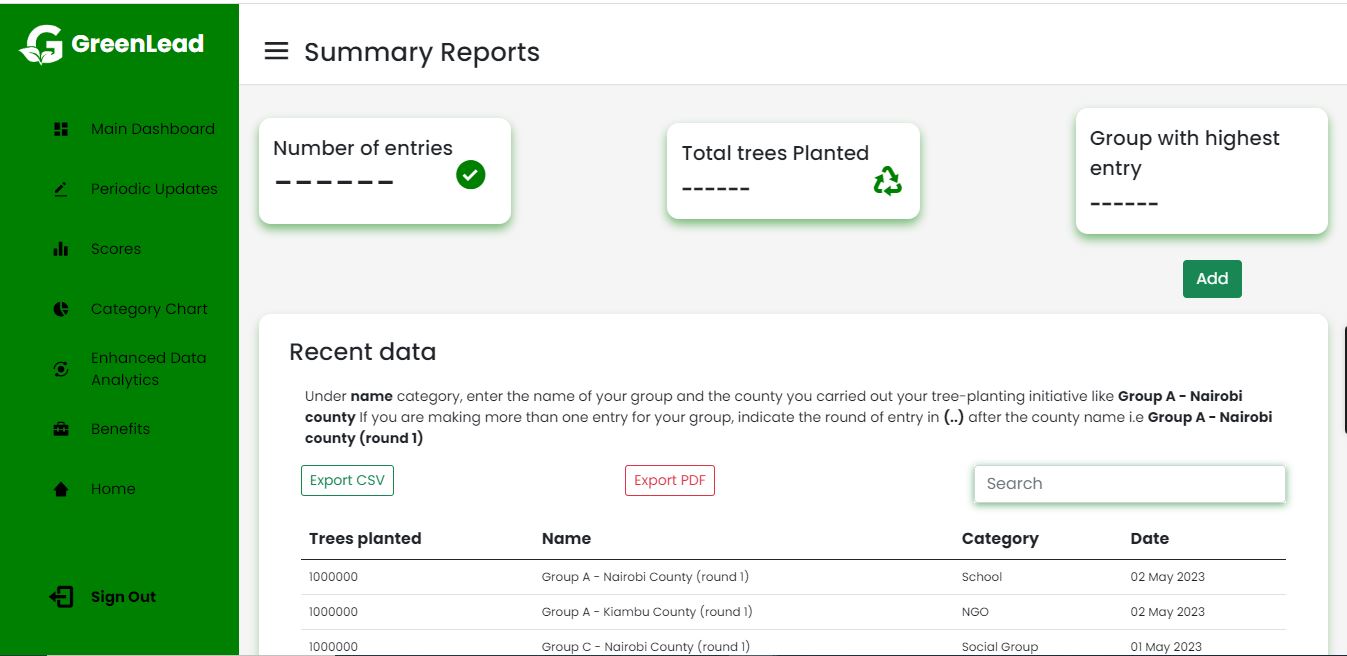 GreenLead
Summary Reports
Main Dashboard
Periodic Updates
Scores
Category Chart
Enhanced Data
Analytics
Benefits
Home
Sign Out
Number of entries
------
Total trees Planted
------
Group with highest
entry
------
Add
Recent data
Under name category, enter the name of your group and the county you carried out your tree-planting initiative like Group A - Nairobi
county If you are making more than one entry for your group, indicate the round of entry in (..) after the county name i.e Group A - Nairobi
county (round 1)
Export CSV Export PDF Search
Trees planted Name Category Date
1000000 Group A - Nairobi County (round 1) School 02 May 2023
1000000 Group A - Kiambu County (round 1) NGO 02 May 2023
1000000 Group C - Nairobi County (round 1) Social Group 01 May 2023